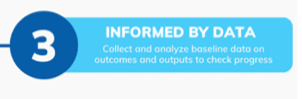 3
INFORMED BY DATA
Collect and analyze baseline data on
outcomes and outputs to check progress